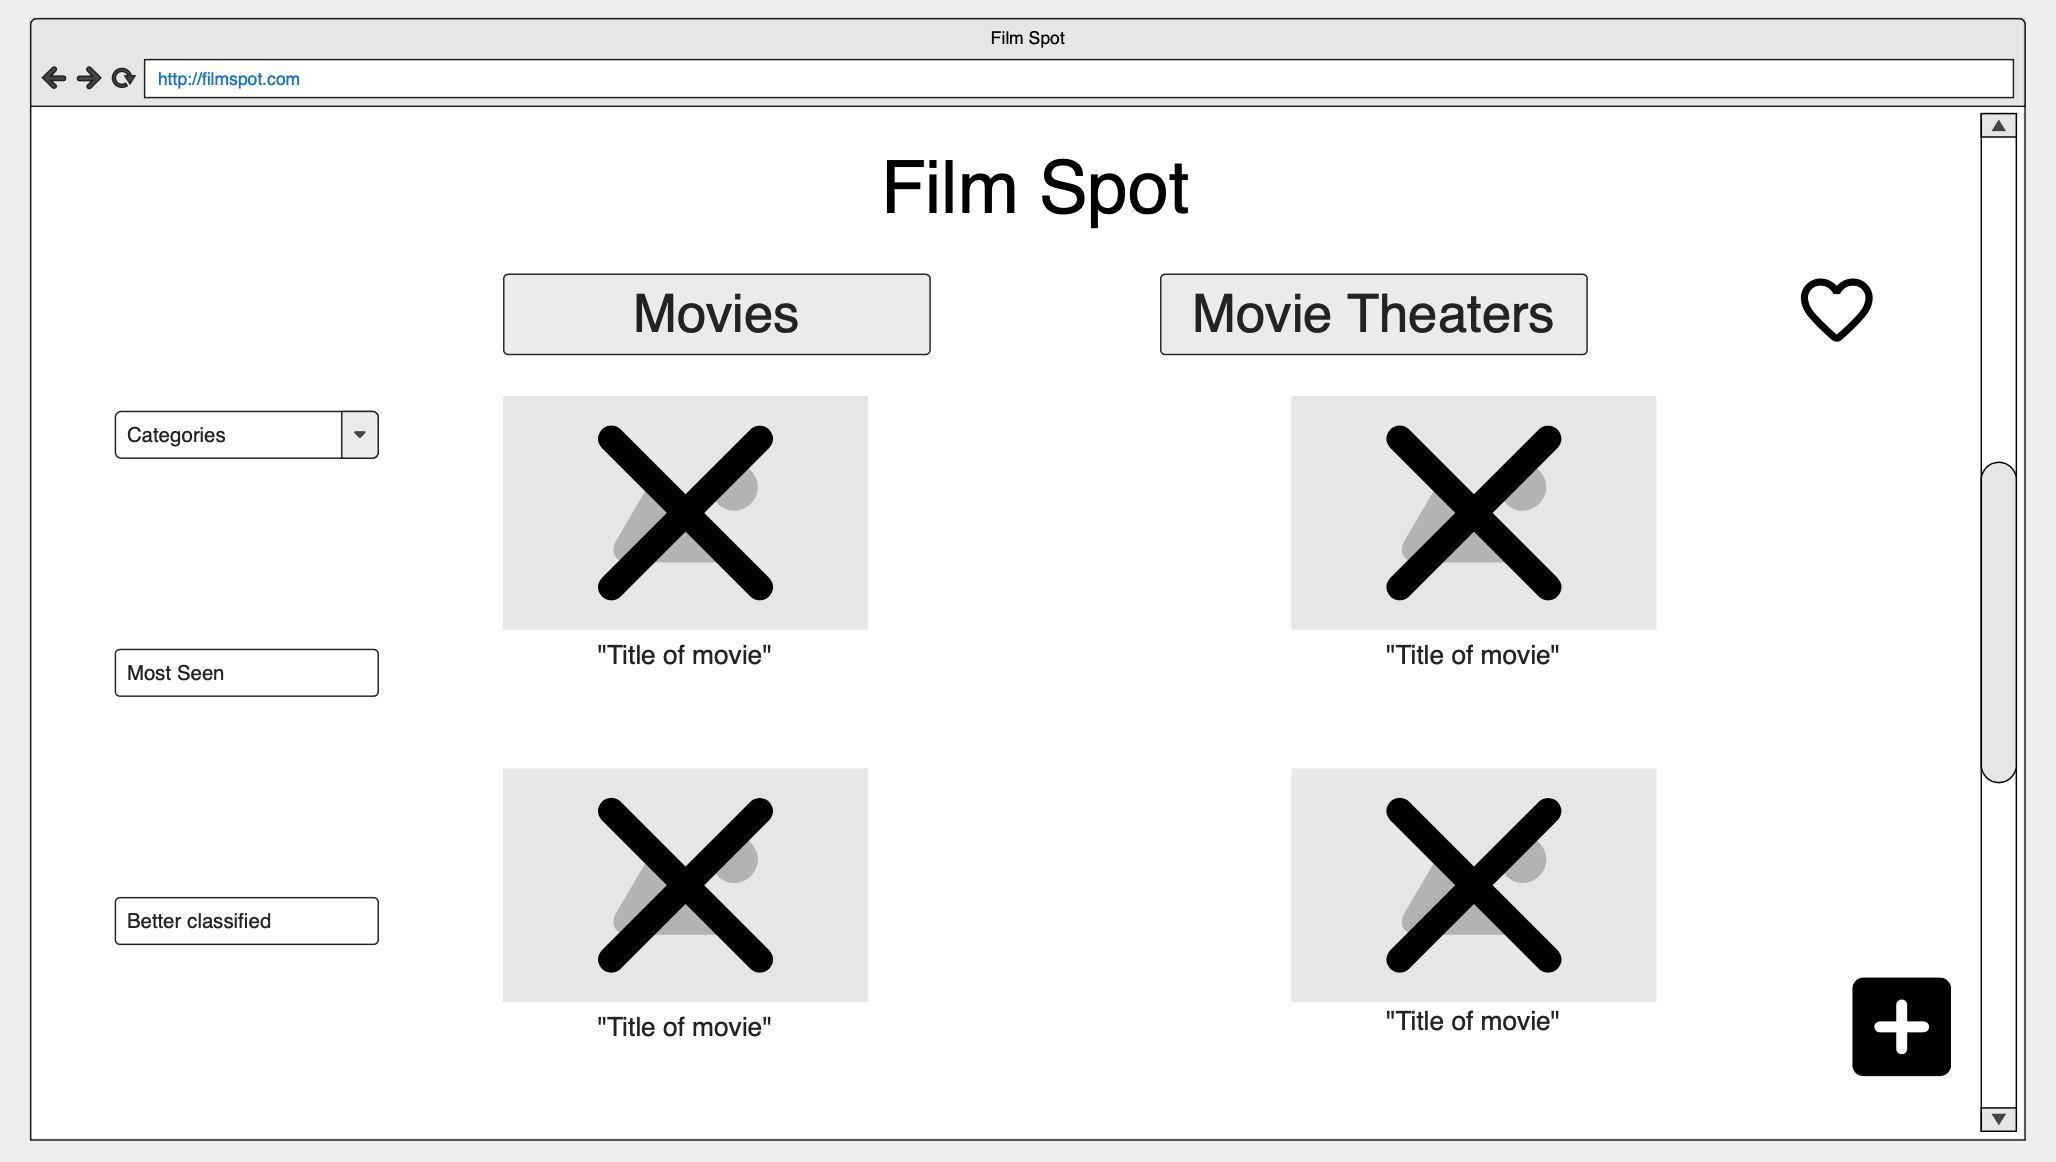 Film Spot
http://filmspot.com
Film Spot
Movies
Movie Theaters
Categories
"Title of movie"
"Title of movie"
Most Seen
Better classified
"Title of movie"
"Title of movie"